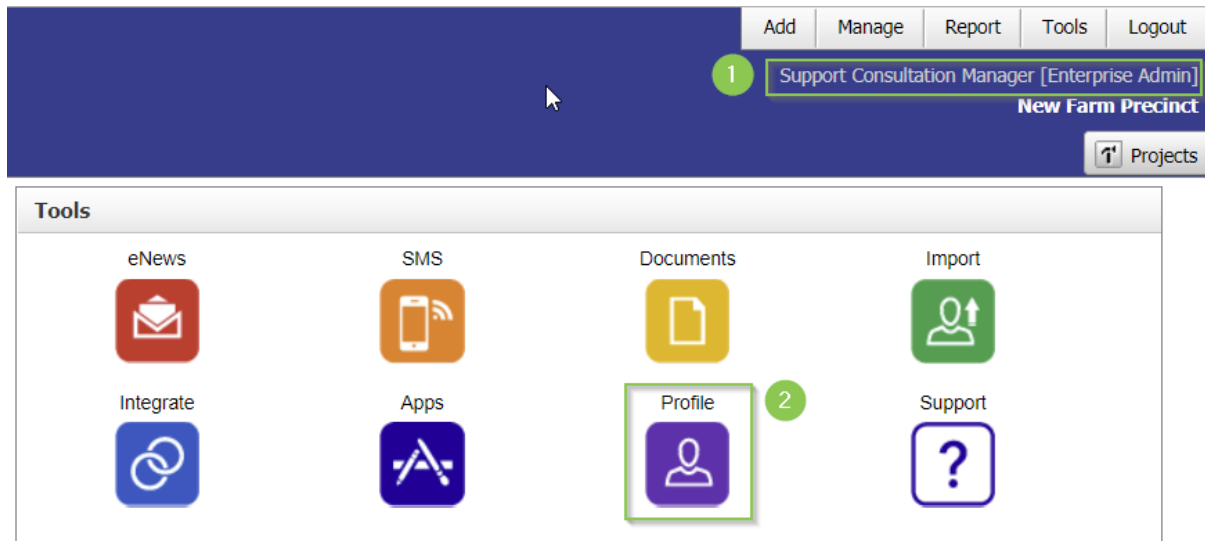 Add Manage Report Tools Logout
1 Support Consultation Manager [Enterprise Admin]
New Farm Precinct
Projects
Tools
eNews SMS Documents Import
Integrate Apps Profile 2 Support
?